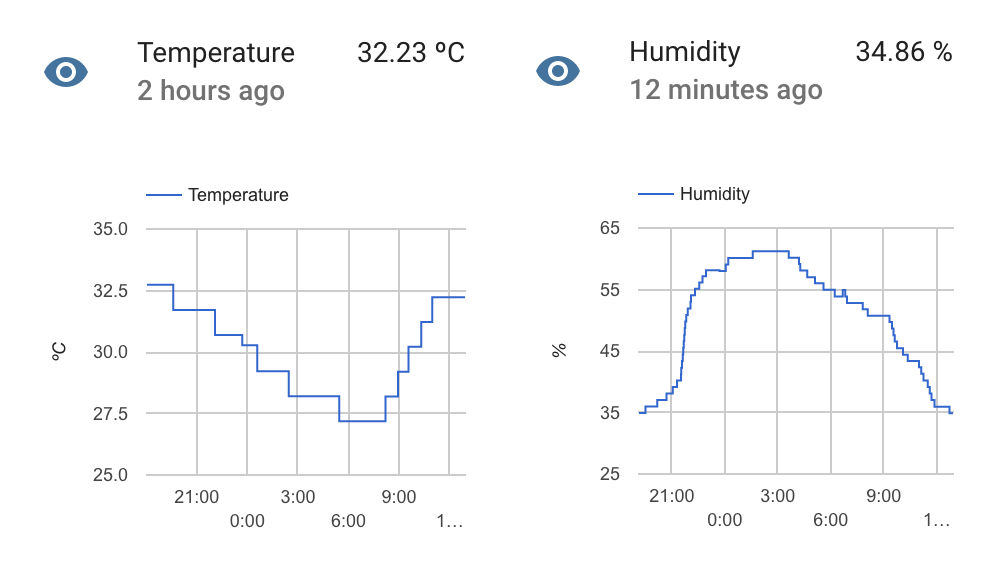 Temperature 32.23 ºC
2 hours ago
Temperature
35.0
32.5
30.0
27.5
25.0
ºC
21:00 3:00 9:00
0:00 6:00 1...
Humidity 34.86 %
12 minutes ago
Humidity
65
55
45
35
25
%
21:00 3:00 9:00
0:00 6:00 1...